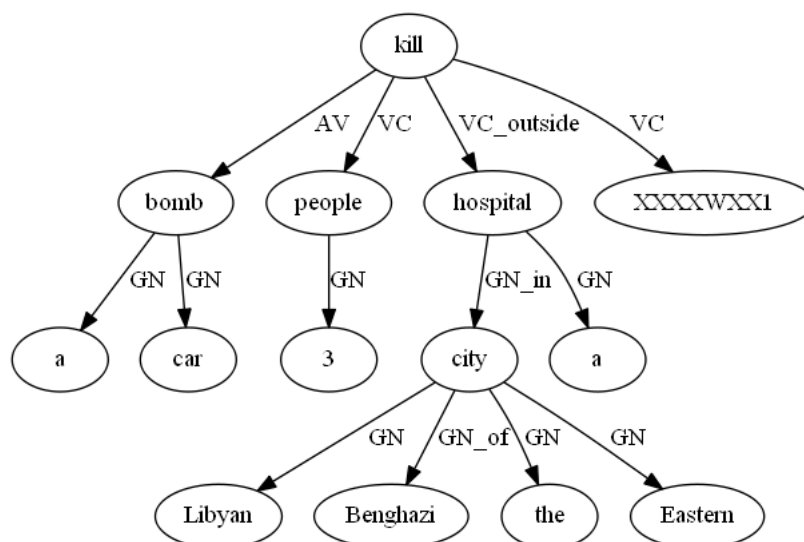 kill
AV VC VC_outside VC
bomb people hospital XXXXWXX1
GN GN GN GN_in GN
a car 3 city a
GN GN_of GN GN
Libyan Benghazi the Eastern